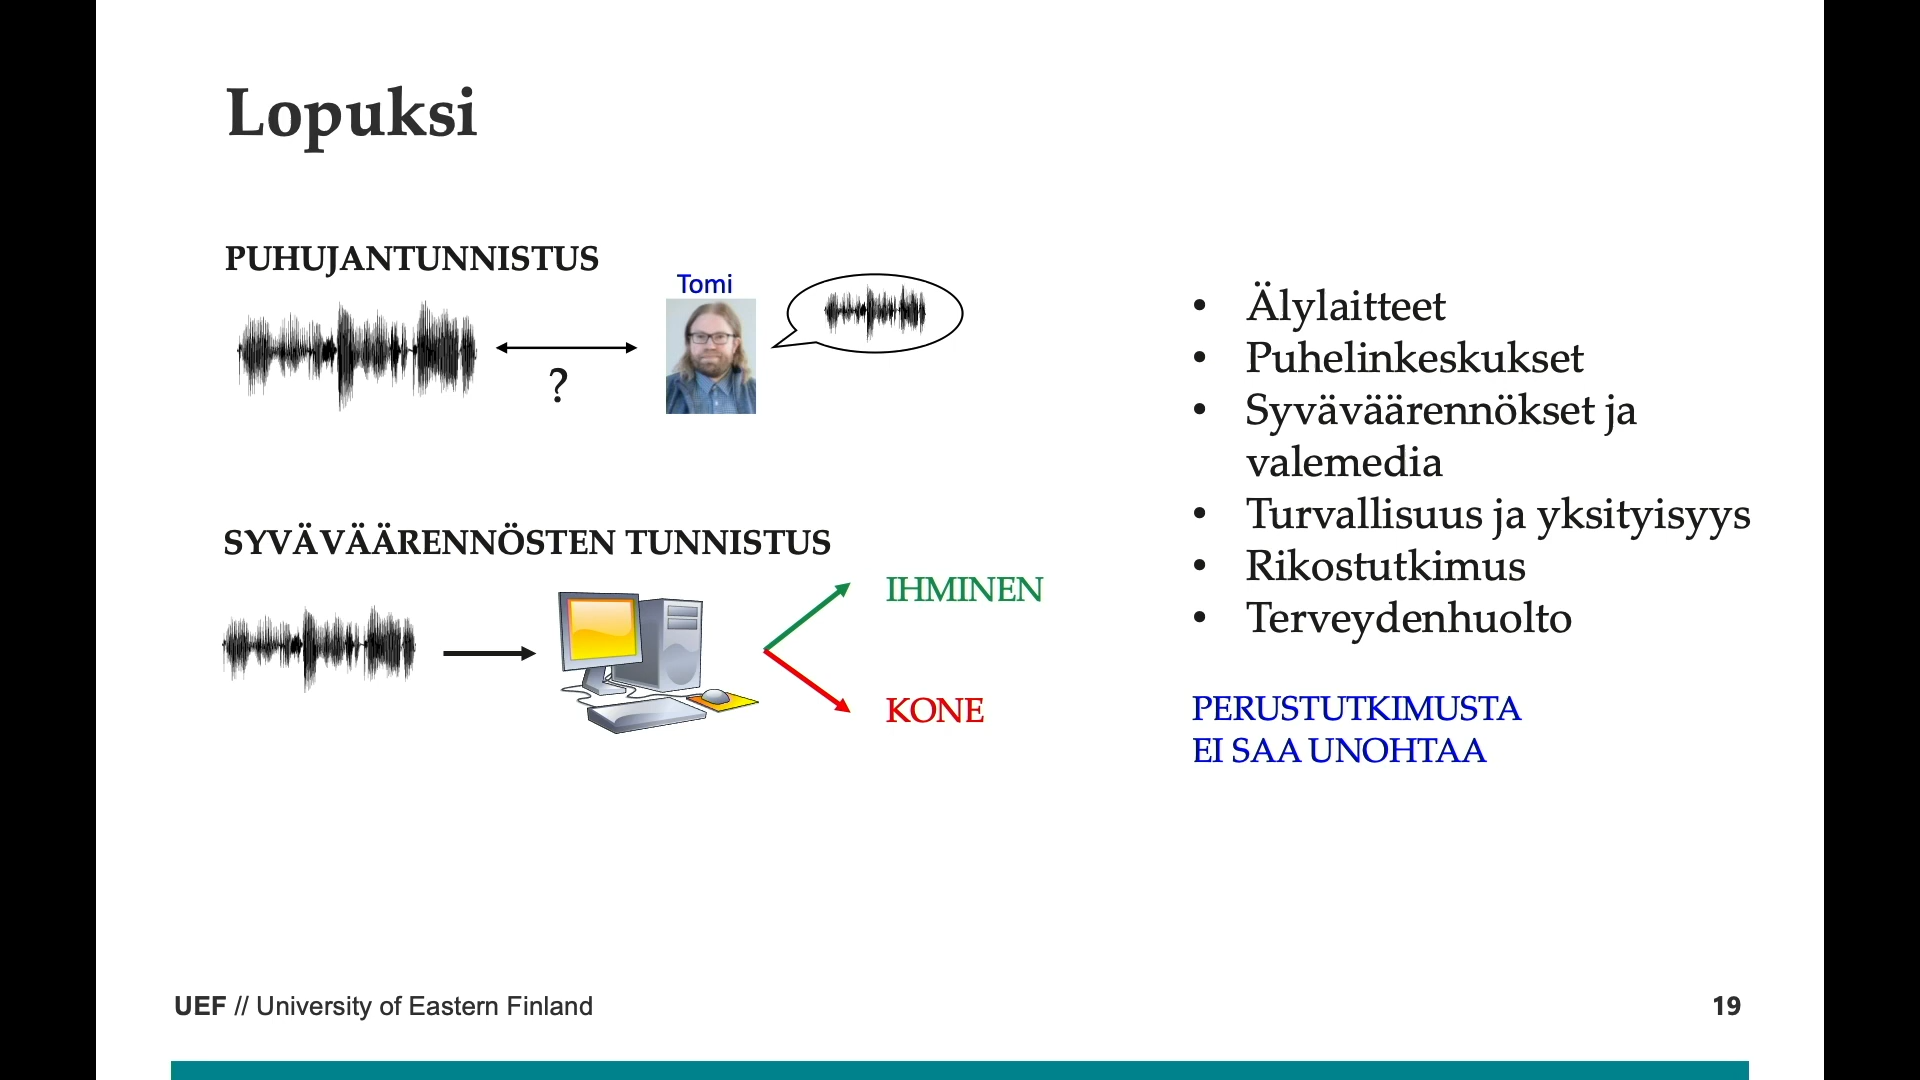 Lopuksi
PUHUJANTUNNISTUS
Tomi
?
SYVÄVÄÄRENNÖSTEN TUNNISTUS
IHMINEN
KONE
• Älylaitteet
• Puhelinkeskukset
• Syväväärennökset ja
valemedia
• Turvallisuus ja yksityisyys
• Rikostutkimus
• Terveydenhuolto
PERUSTUTKIMUSTA
EI SAA UNOHTAA
UEF // University of Eastern Finland
19